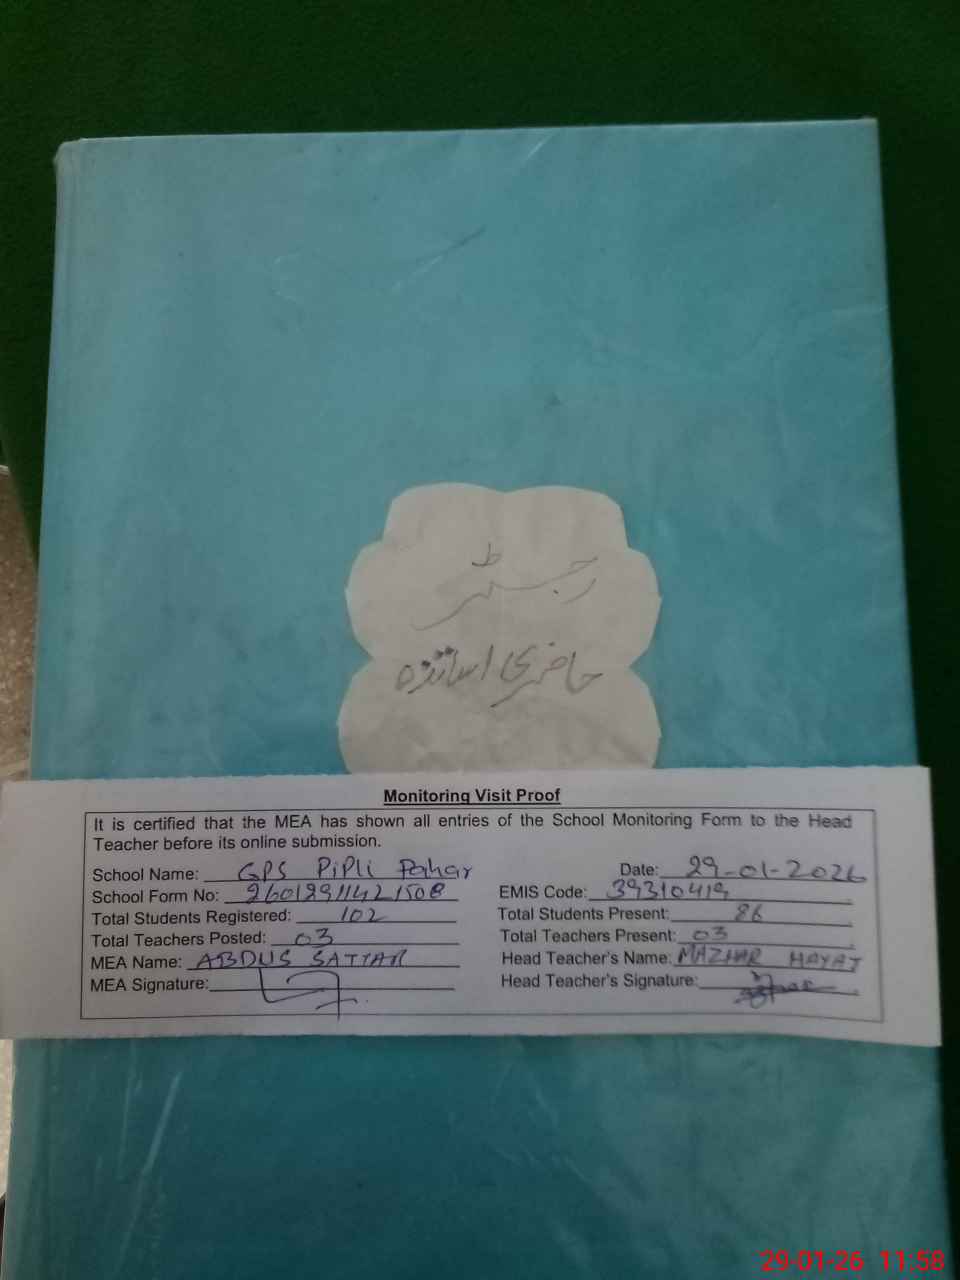 رجسٹر
حاضری اساتذہ
Monitoring Visit Proof
It is certified that the MEA has shown all entries of the School Monitoring Form to the Head
Teacher before its online submission.
School Name: GPS PiPli Pahar Date: 29-01-2026
School Form No: 26012911421508 EMIS Code: 39310419
Total Students Registered: 102 Total Students Present: 86
Total Teachers Posted: 03 Total Teachers Present: 03
MEA Name: ABDUS SATTAR Head Teacher's Name: MAZHAR HAYAT
MEA Signature: Head Teacher's Signature:
29-01-26 11:58